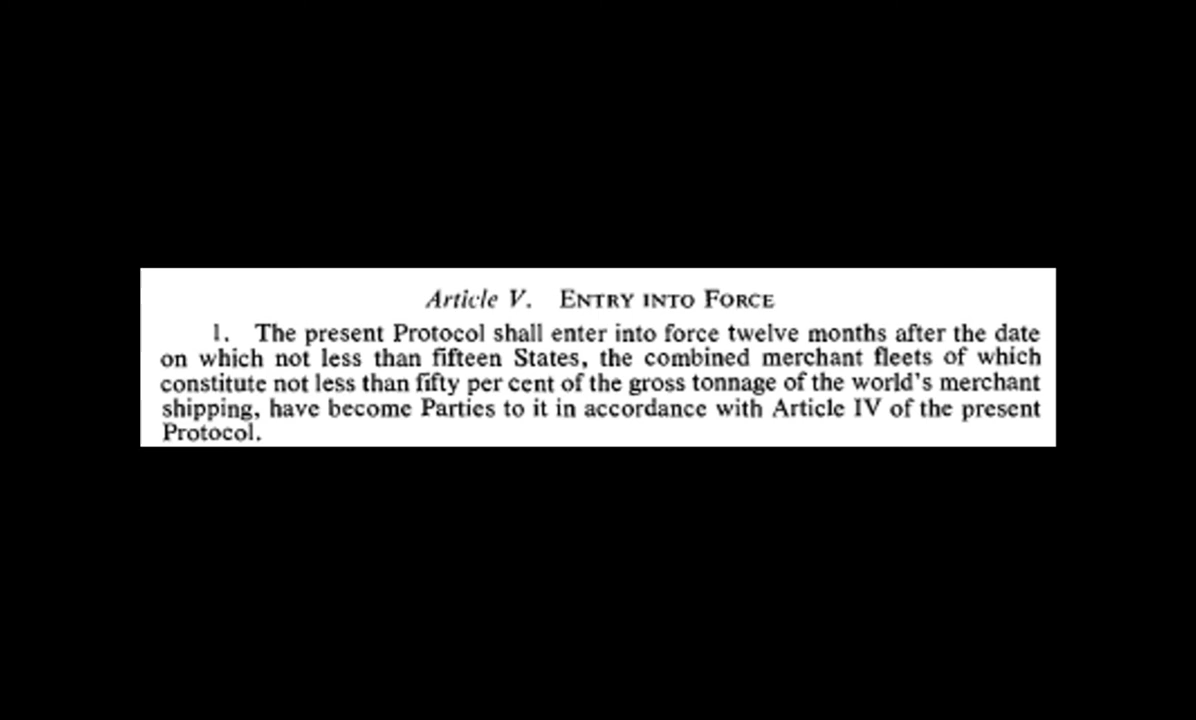 Article V. ENTRY INTO FORCE
1. The present Protocol shall enter into force twelve months after the date
on which not less than fifteen States, the combined merchant fleets of which
constitute not less than fifty per cent of the gross tonnage of the world's merchant
shipping, have become Parties to it in accordance with Article IV of the present
Protocol.